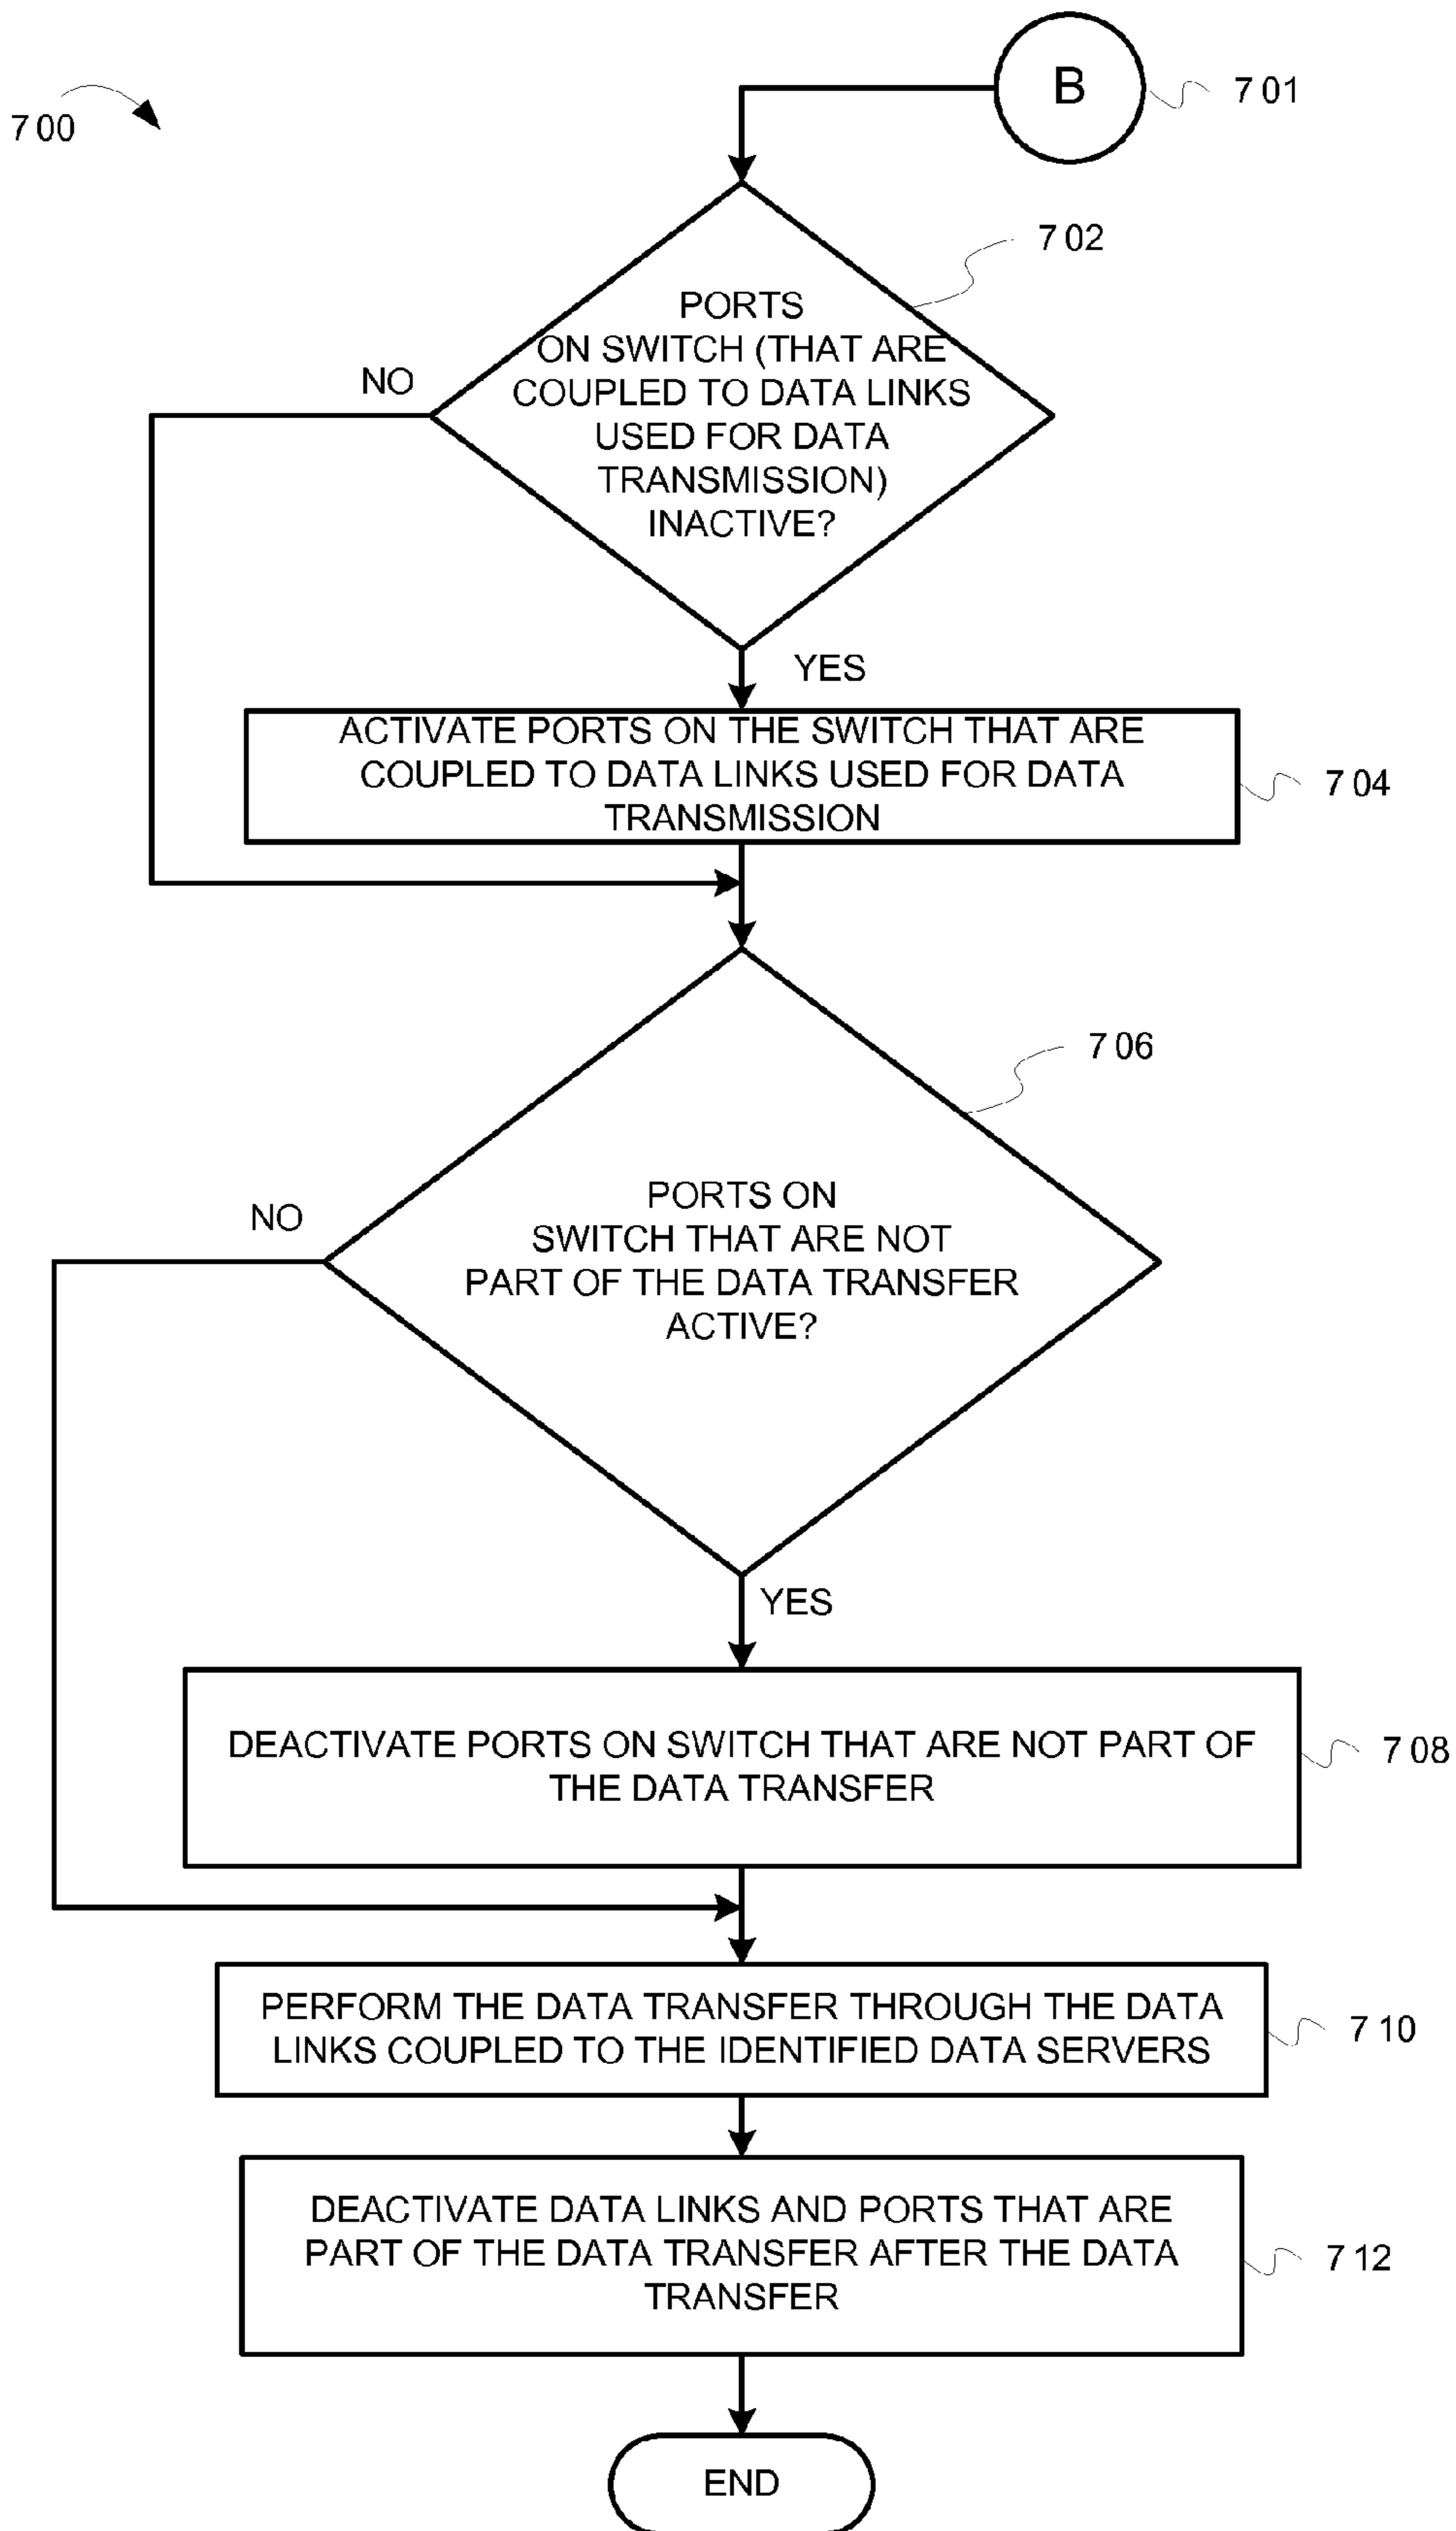 B
701
700
702
PORTS
ON SWITCH (THAT ARE
COUPLED TO DATA LINKS
USED FOR DATA
TRANSMISSION)
INACTIVE?
NO
YES
ACTIVATE PORTS ON THE SWITCH THAT ARE
COUPLED TO DATA LINKS USED FOR DATA
TRANSMISSION
704
706
PORTS ON
SWITCH THAT ARE NOT
PART OF THE DATA TRANSFER
ACTIVE?
NO
YES
DEACTIVATE PORTS ON SWITCH THAT ARE NOT PART OF
THE DATA TRANSFER
708
PERFORM THE DATA TRANSFER THROUGH THE DATA
LINKS COUPLED TO THE IDENTIFIED DATA SERVERS
710
DEACTIVATE DATA LINKS AND PORTS THAT ARE
PART OF THE DATA TRANSFER AFTER THE DATA
TRANSFER
712
END